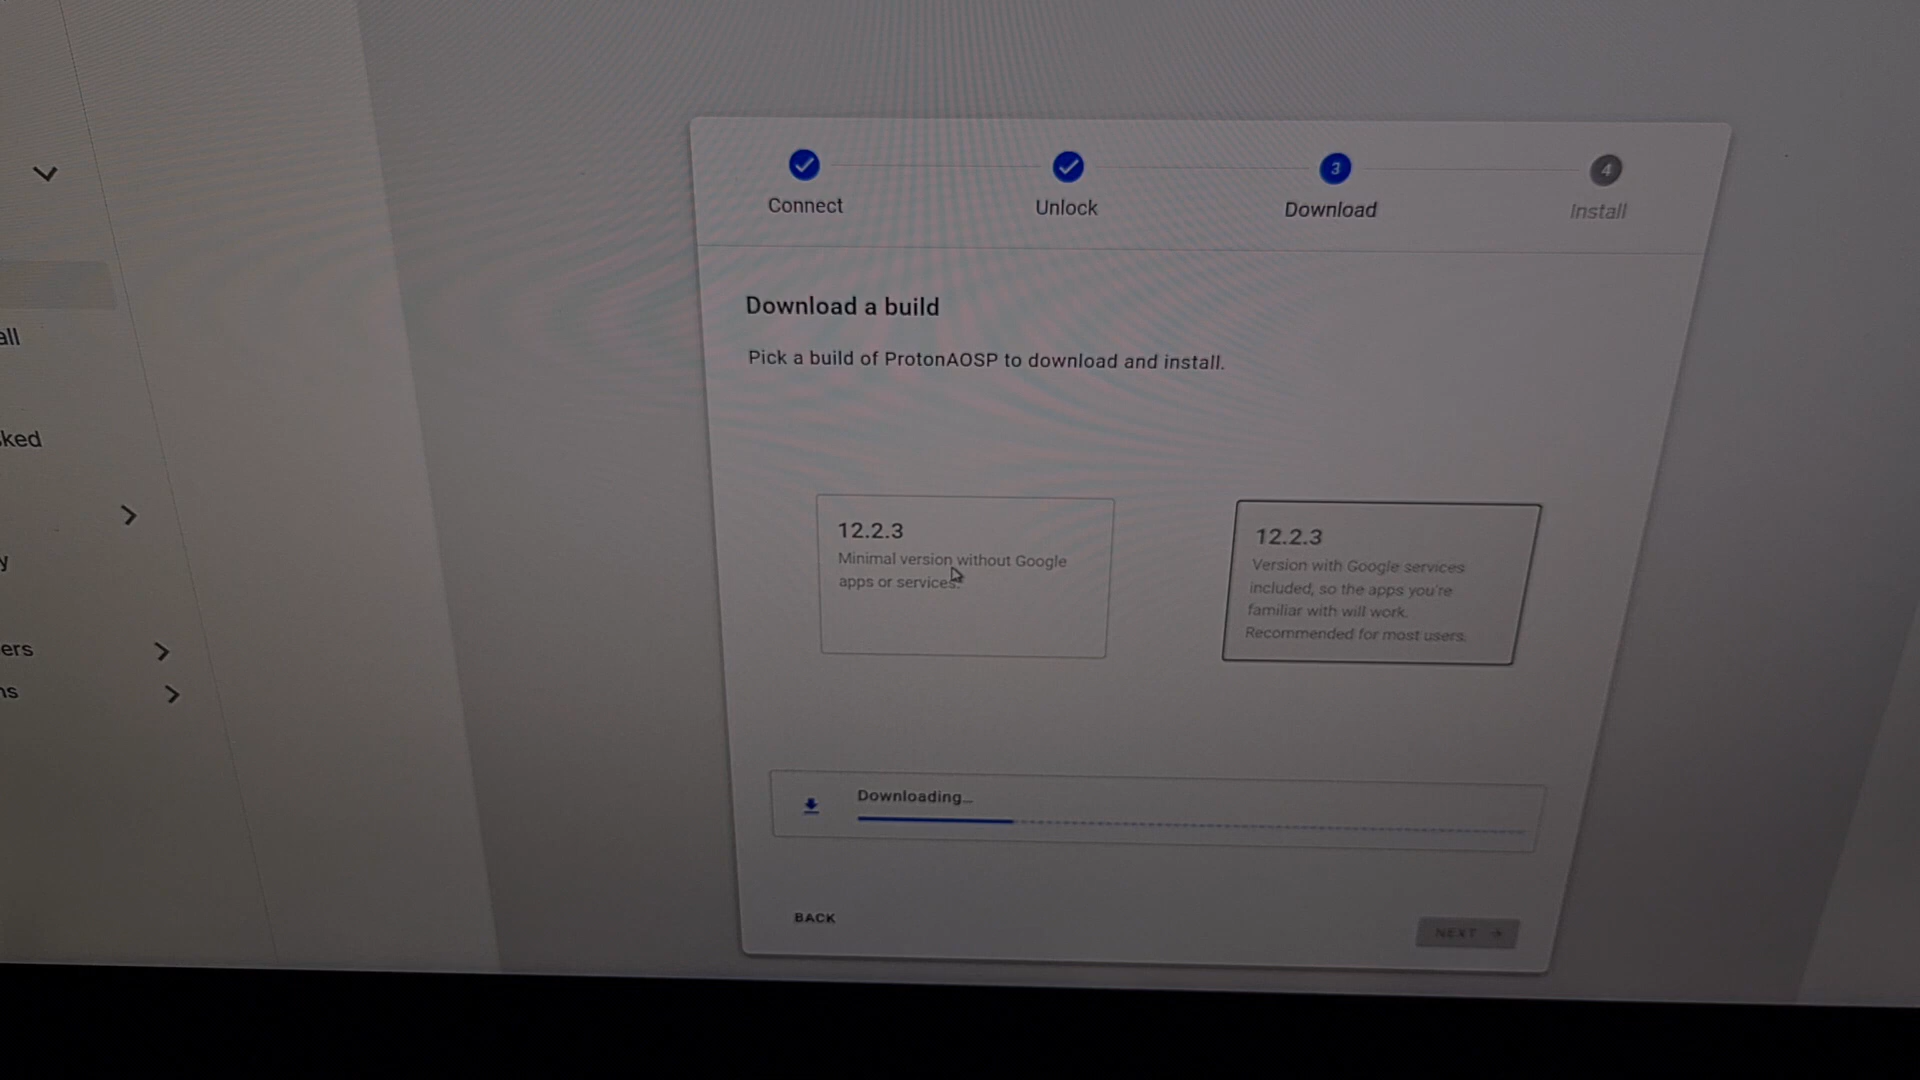 Connect
Unlock
3
Download
4
Install
Download a build
Pick a build of ProtonAOSP to download and install.
12.2.3
Minimal version without Google
apps or services.
12.2.3
Version with Google services
included, so the apps you're
familiar with will work.
Recommended for most users.
Downloading...
BACK
NEXT
all
ked
y
ers
ns